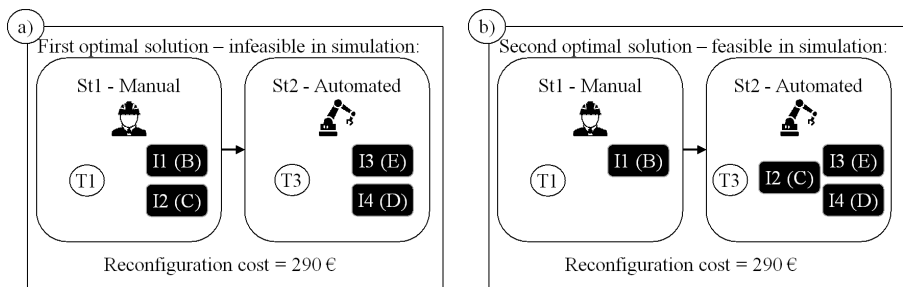 a)
First optimal solution – infeasible in simulation:
St1 - Manual
St2 - Automated
T1
I1 (B)
I2 (C)
T3
I3 (E)
I4 (D)
Reconfiguration cost = 290 €
b)
Second optimal solution – feasible in simulation:
St1 - Manual
St2 - Automated
T1
I1 (B)
T3
I2 (C)
I3 (E)
I4 (D)
Reconfiguration cost = 290 €